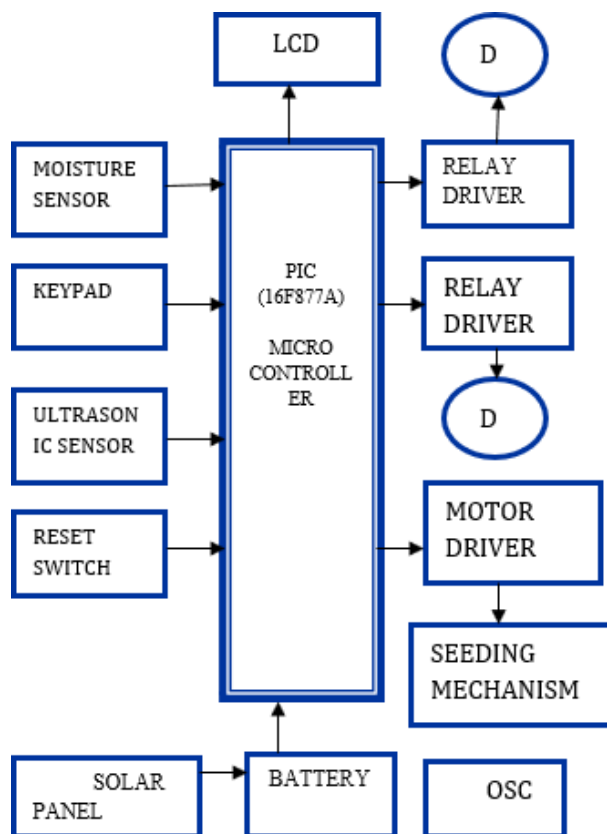 LCD
D
MOISTURE
SENSOR
RELAY
DRIVER
KEYPAD
PIC
(16F877A)
MICRO
CONTROLL
ER
RELAY
DRIVER
D
ULTRASON
IC SENSOR
RESET
SWITCH
MOTOR
DRIVER
SEEDING
MECHANISM
SOLAR
PANEL
BATTERY
OSC